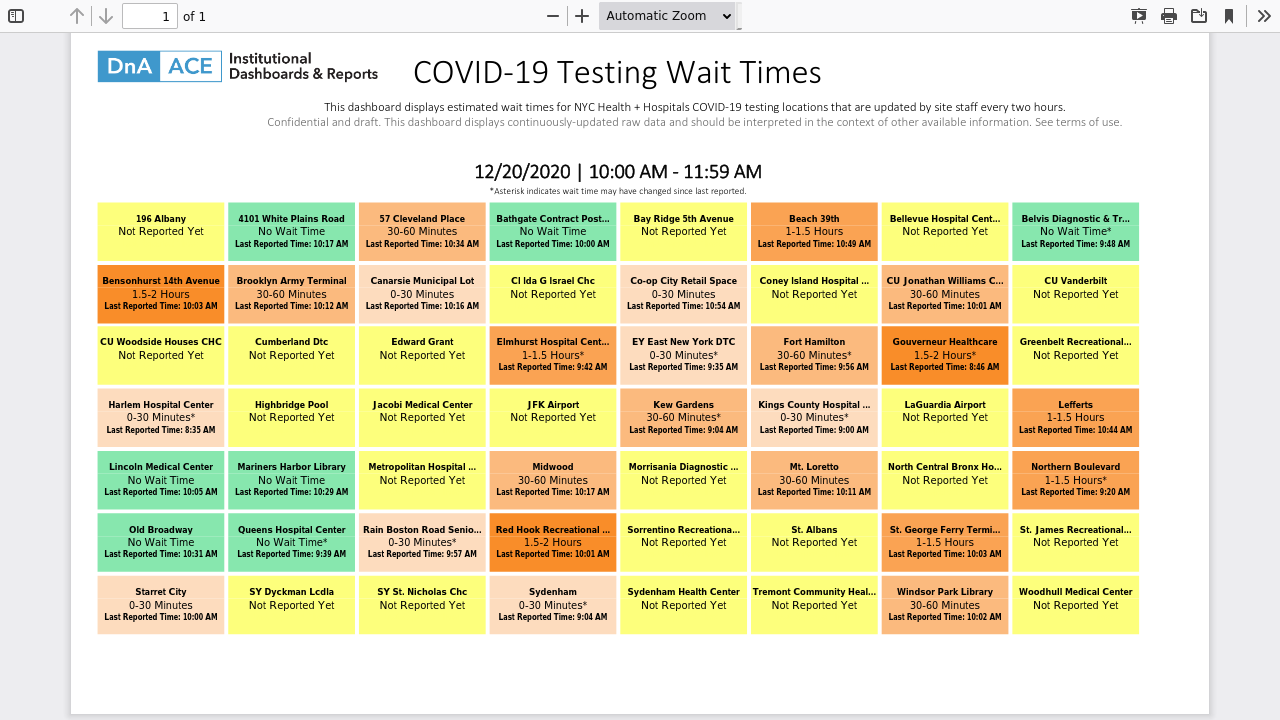 1 of 1 Automatic Zoom
DnA ACE Institutional
Dashboards & Reports
COVID-19 Testing Wait Times
This dashboard displays estimated wait times for NYC Health + Hospitals COVID-19 testing locations that are updated by site staff every two hours.
Confidential and draft. This dashboard displays continuously-updated raw data and should be interpreted in the context of other available information. See terms of use.
12/20/2020 | 10:00 AM - 11:59 AM
*Asterisk indicates wait time may have changed since last reported.
196 Albany
Not Reported Yet
4101 White Plains Road
No Wait Time
Last Reported Time: 10:17 AM
57 Cleveland Place
30-60 Minutes
Last Reported Time: 10:34 AM
Bathgate Contract Post...
No Wait Time
Last Reported Time: 10:00 AM
Bay Ridge 5th Avenue
Not Reported Yet
Beach 39th
1-1.5 Hours
Last Reported Time: 10:49 AM
Bellevue Hospital Cent...
Not Reported Yet
Belvis Diagnostic & Tr...
No Wait Time*
Last Reported Time: 9:48 AM
Bensonhurst 14th Avenue
1.5-2 Hours
Last Reported Time: 10:03 AM
Brooklyn Army Terminal
30-60 Minutes
Last Reported Time: 10:12 AM
Canarsie Municipal Lot
0-30 Minutes
Last Reported Time: 10:16 AM
Cl Ida G Israel Chc
Not Reported Yet
Co-op City Retail Space
0-30 Minutes
Last Reported Time: 10:54 AM
Coney Island Hospital ...
Not Reported Yet
CU Jonathan Williams C...
30-60 Minutes
Last Reported Time: 10:01 AM
CU Vanderbilt
Not Reported Yet
CU Woodside Houses CHC
Not Reported Yet
Cumberland Dtc
Not Reported Yet
Edward Grant
Not Reported Yet
Elmhurst Hospital Cent...
1-1.5 Hours*
Last Reported Time: 9:42 AM
EY East New York DTC
0-30 Minutes*
Last Reported Time: 9:35 AM
Fort Hamilton
30-60 Minutes*
Last Reported Time: 9:56 AM
Gouverneur Healthcare
1.5-2 Hours*
Last Reported Time: 8:46 AM
Greenbelt Recreational...
Not Reported Yet
Harlem Hospital Center
0-30 Minutes*
Last Reported Time: 8:35 AM
Highbridge Pool
Not Reported Yet
Jacobi Medical Center
Not Reported Yet
JFK Airport
Not Reported Yet
Kew Gardens
30-60 Minutes*
Last Reported Time: 9:04 AM
Kings County Hospital ...
0-30 Minutes*
Last Reported Time: 9:00 AM
LaGuardia Airport
Not Reported Yet
Lefferts
1-1.5 Hours
Last Reported Time: 10:44 AM
Lincoln Medical Center
No Wait Time
Last Reported Time: 10:05 AM
Mariners Harbor Library
No Wait Time
Last Reported Time: 10:29 AM
Metropolitan Hospital ...
Not Reported Yet
Midwood
30-60 Minutes
Last Reported Time: 10:17 AM
Morrisania Diagnostic ...
Not Reported Yet
Mt. Loretto
30-60 Minutes
Last Reported Time: 10:11 AM
North Central Bronx Ho...
Not Reported Yet
Northern Boulevard
1-1.5 Hours*
Last Reported Time: 9:20 AM
Old Broadway
No Wait Time
Last Reported Time: 10:31 AM
Queens Hospital Center
No Wait Time*
Last Reported Time: 9:39 AM
Rain Boston Road Senio...
0-30 Minutes*
Last Reported Time: 9:57 AM
Red Hook Recreational ...
1.5-2 Hours
Last Reported Time: 10:01 AM
Sorrentino Recreationa...
Not Reported Yet
St. Albans
Not Reported Yet
St. George Ferry Termi...
1-1.5 Hours
Last Reported Time: 10:03 AM
St. James Recreational...
Not Reported Yet
Starret City
0-30 Minutes
Last Reported Time: 10:00 AM
SY Dyckman Lcdla
Not Reported Yet
SY St. Nicholas Chc
Not Reported Yet
Sydenham
0-30 Minutes*
Last Reported Time: 9:04 AM
Sydenham Health Center
Not Reported Yet
Tremont Community Heal...
Not Reported Yet
Windsor Park Library
30-60 Minutes
Last Reported Time: 10:02 AM
Woodhull Medical Center
Not Reported Yet